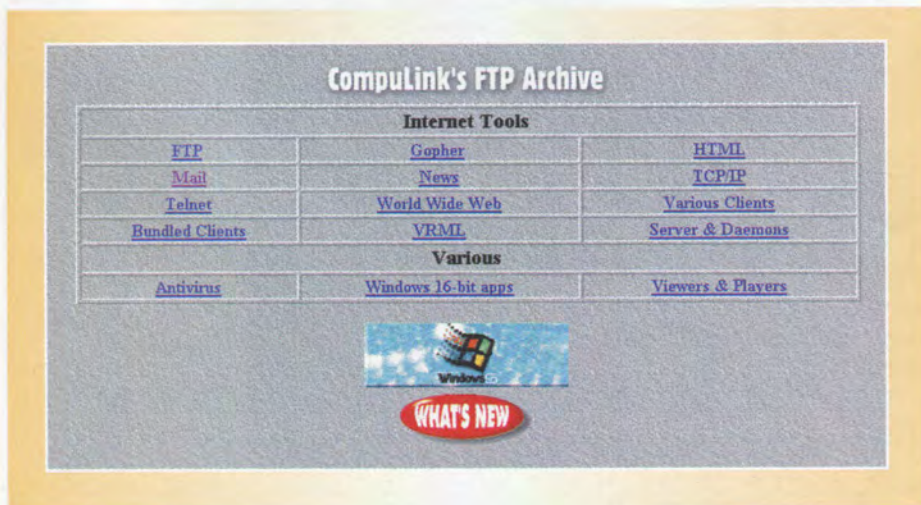 CompuLink's FTP Archive
Internet Tools
FTP Gopher HTML
Mail News TCP/IP
Telnet World Wide Web Various Clients
Bundled Clients VRML Server & Daemons
Various
Antivirus Windows 16-bit apps Viewers & Players
Windows
WHAT'S NEW